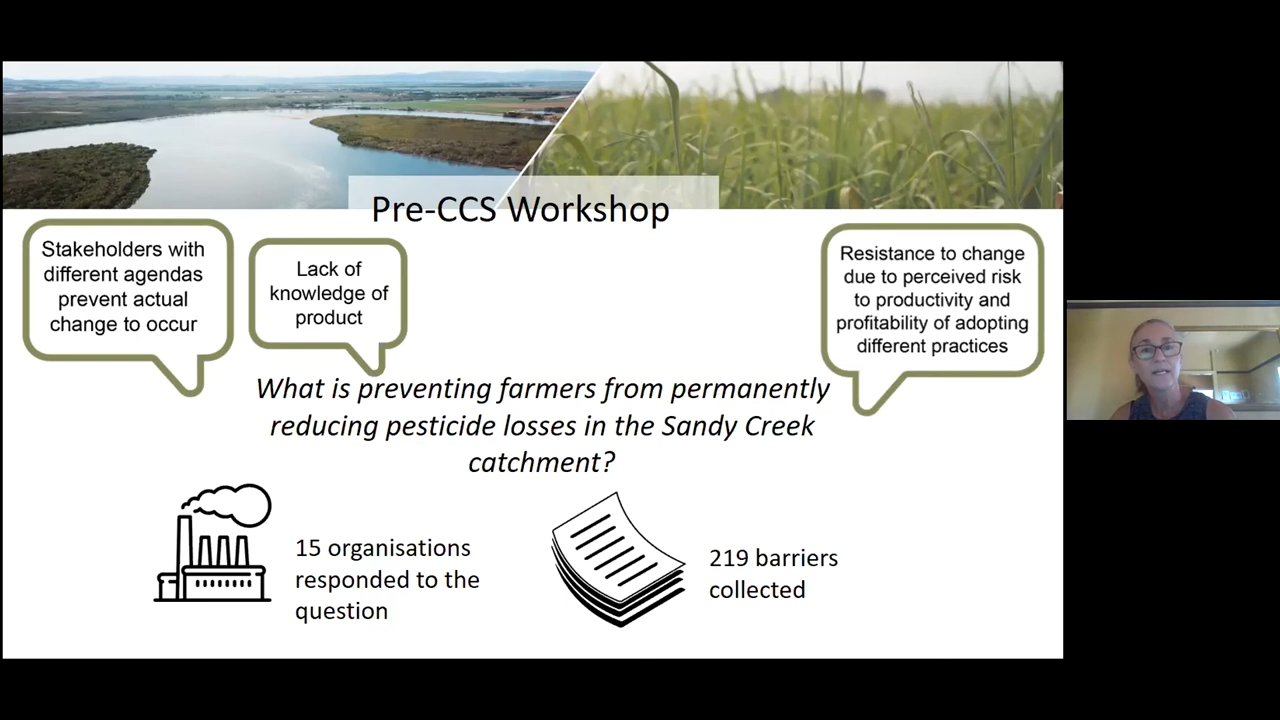 Pre-CCS Workshop
Stakeholders with
different agendas
prevent actual
change to occur
Lack of
knowledge of
product
Resistance to change
due to perceived risk
to productivity and
profitability of adopting
different practices
What is preventing farmers from permanently
reducing pesticide losses in the Sandy Creek
catchment?
15 organisations
responded to the
question
219 barriers
collected